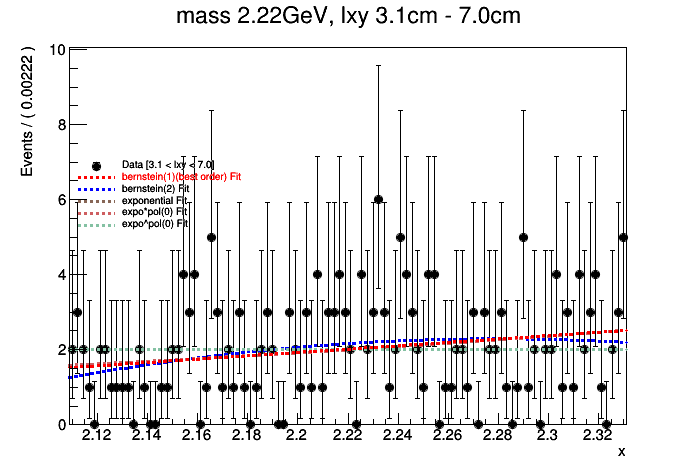 mass 2.22GeV, lxy 3.1cm - 7.0cm
Events / ( 0.00222 )
10
8
6
4
2
0
Data [3.1 < lxy < 7.0]
bernstein(1)(best order) Fit
bernstein(2) Fit
exponential Fit
expo*pol(0) Fit
expo^pol(0) Fit
2.12 2.14 2.16 2.18 2.2 2.22 2.24 2.26 2.28 2.3 2.32
x